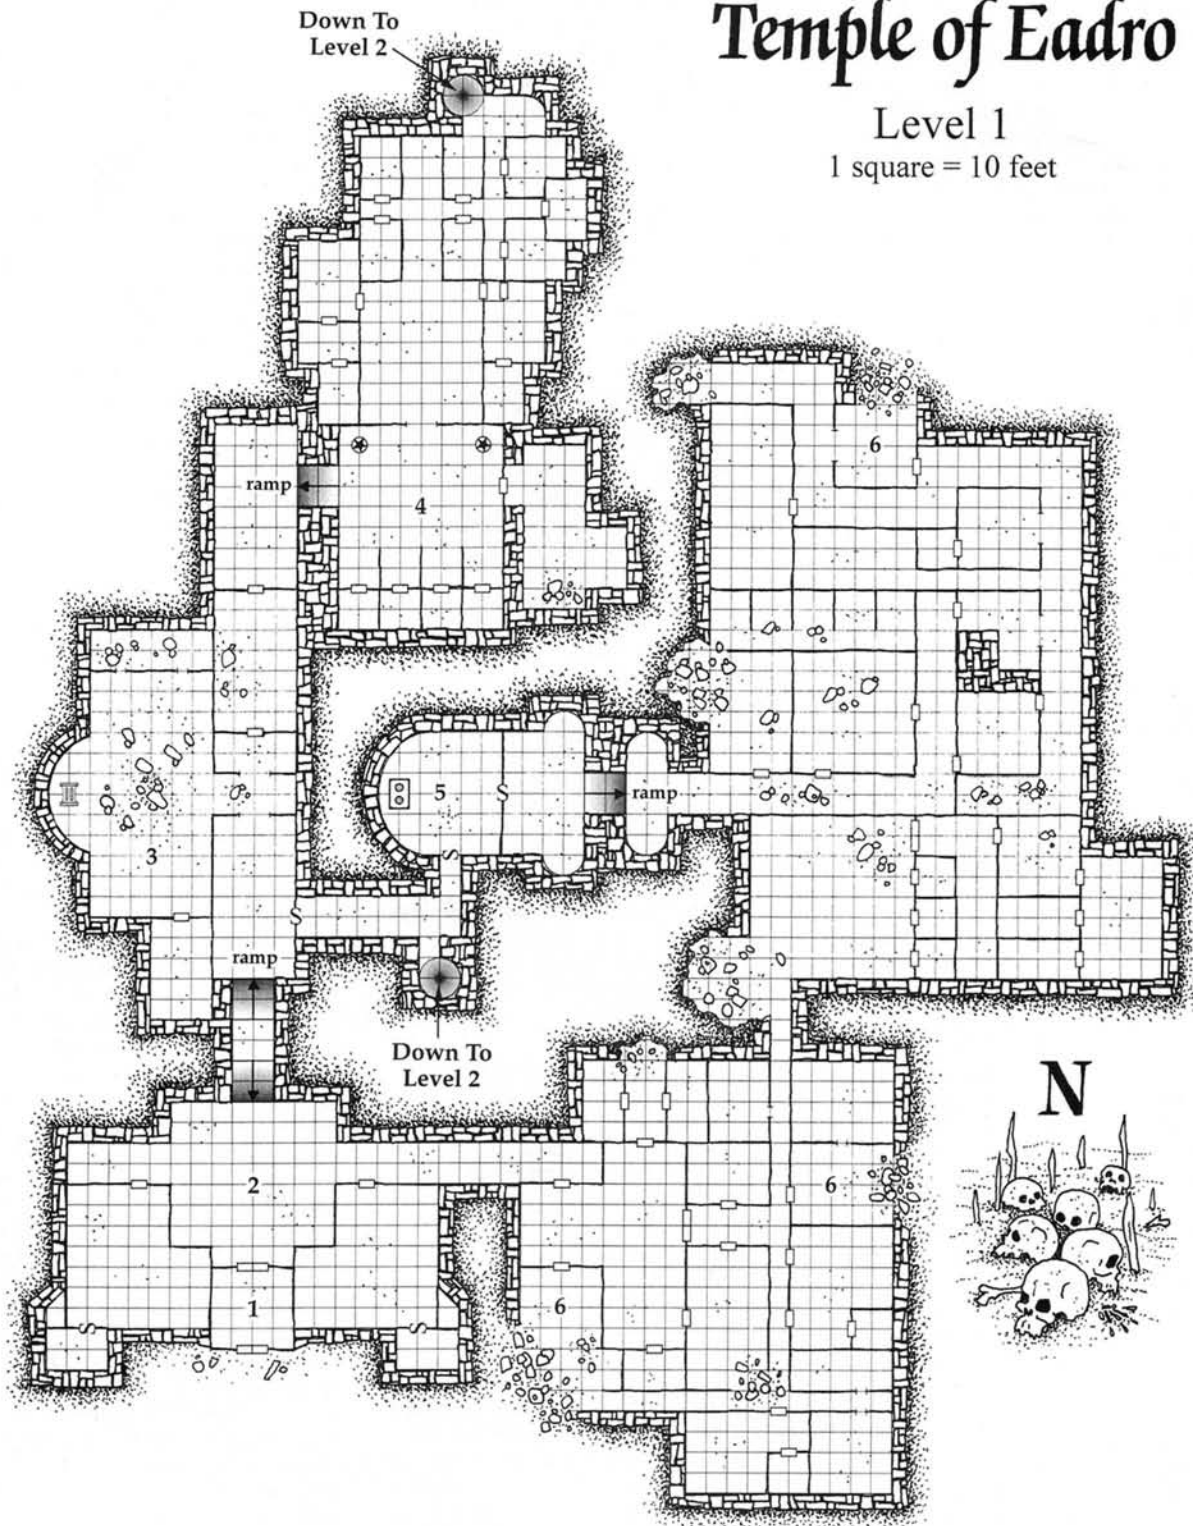 Temple of Eadro
Level 1
1 square = 10 feet
Down To
Level 2
6
ramp
4
5
S
ramp
3
S
S
ramp
Down To
Level 2
N
2
6
1
6
S
S